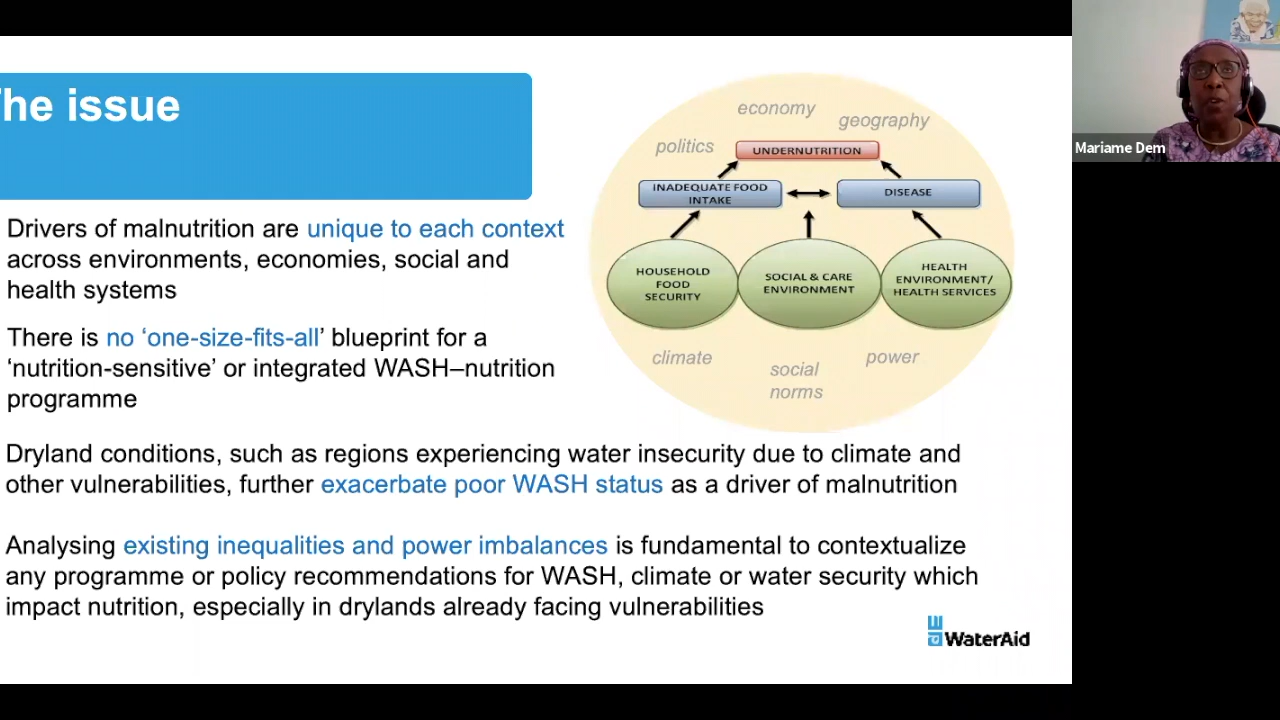 The issue
Drivers of malnutrition are unique to each context
across environments, economies, social and
health systems
There is no ‘one-size-fits-all’ blueprint for a
‘nutrition-sensitive’ or integrated WASH–nutrition
programme
Dryland conditions, such as regions experiencing water insecurity due to climate and
other vulnerabilities, further exacerbate poor WASH status as a driver of malnutrition
Analysing existing inequalities and power imbalances is fundamental to contextualize
any programme or policy recommendations for WASH, climate or water security which
impact nutrition, especially in drylands already facing vulnerabilities
economy
geography
politics
UNDERNUTRITION
INADEQUATE FOOD
INTAKE
DISEASE
HOUSEHOLD
FOOD
SECURITY
SOCIAL & CARE
ENVIRONMENT
HEALTH
ENVIRONMENT/
HEALTH SERVICES
climate
social
norms
power
WaterAid
Mariame Dem